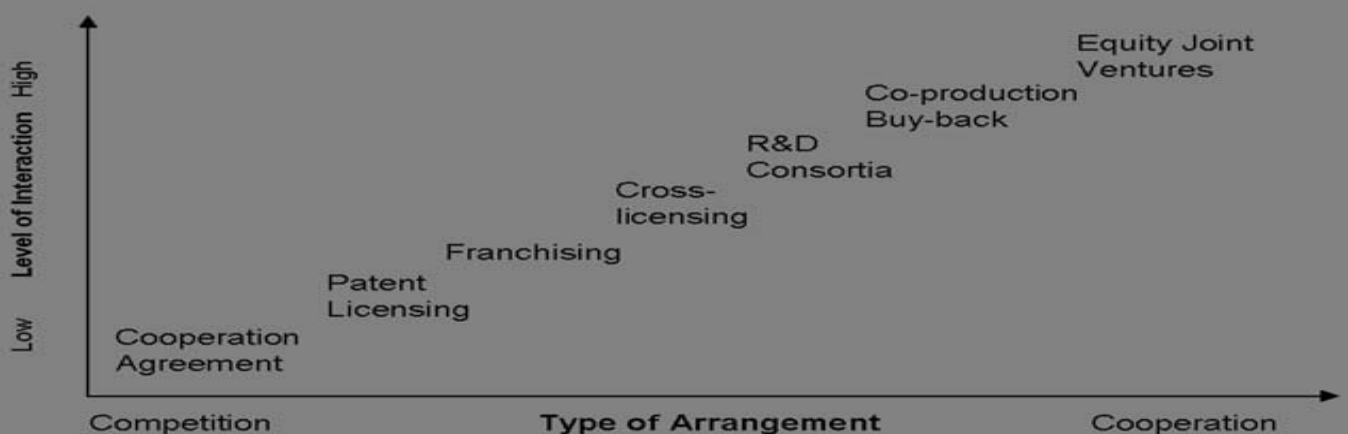 Equity Joint
Ventures
Co-production
Buy-back
R&D
Consortia
Cross-
licensing
Franchising
Patent
Licensing
Cooperation
Agreement
High
Level of Interaction
Low
Competition
Type of Arrangement
Cooperation